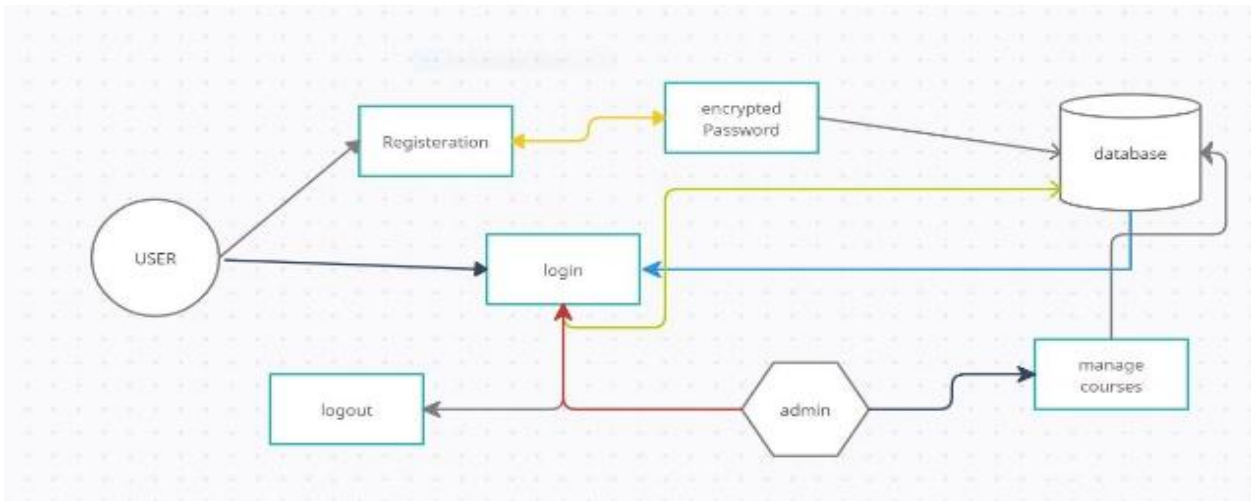 encrypted
Password
Registeration
database
USER
login
manage
courses
logout
admin